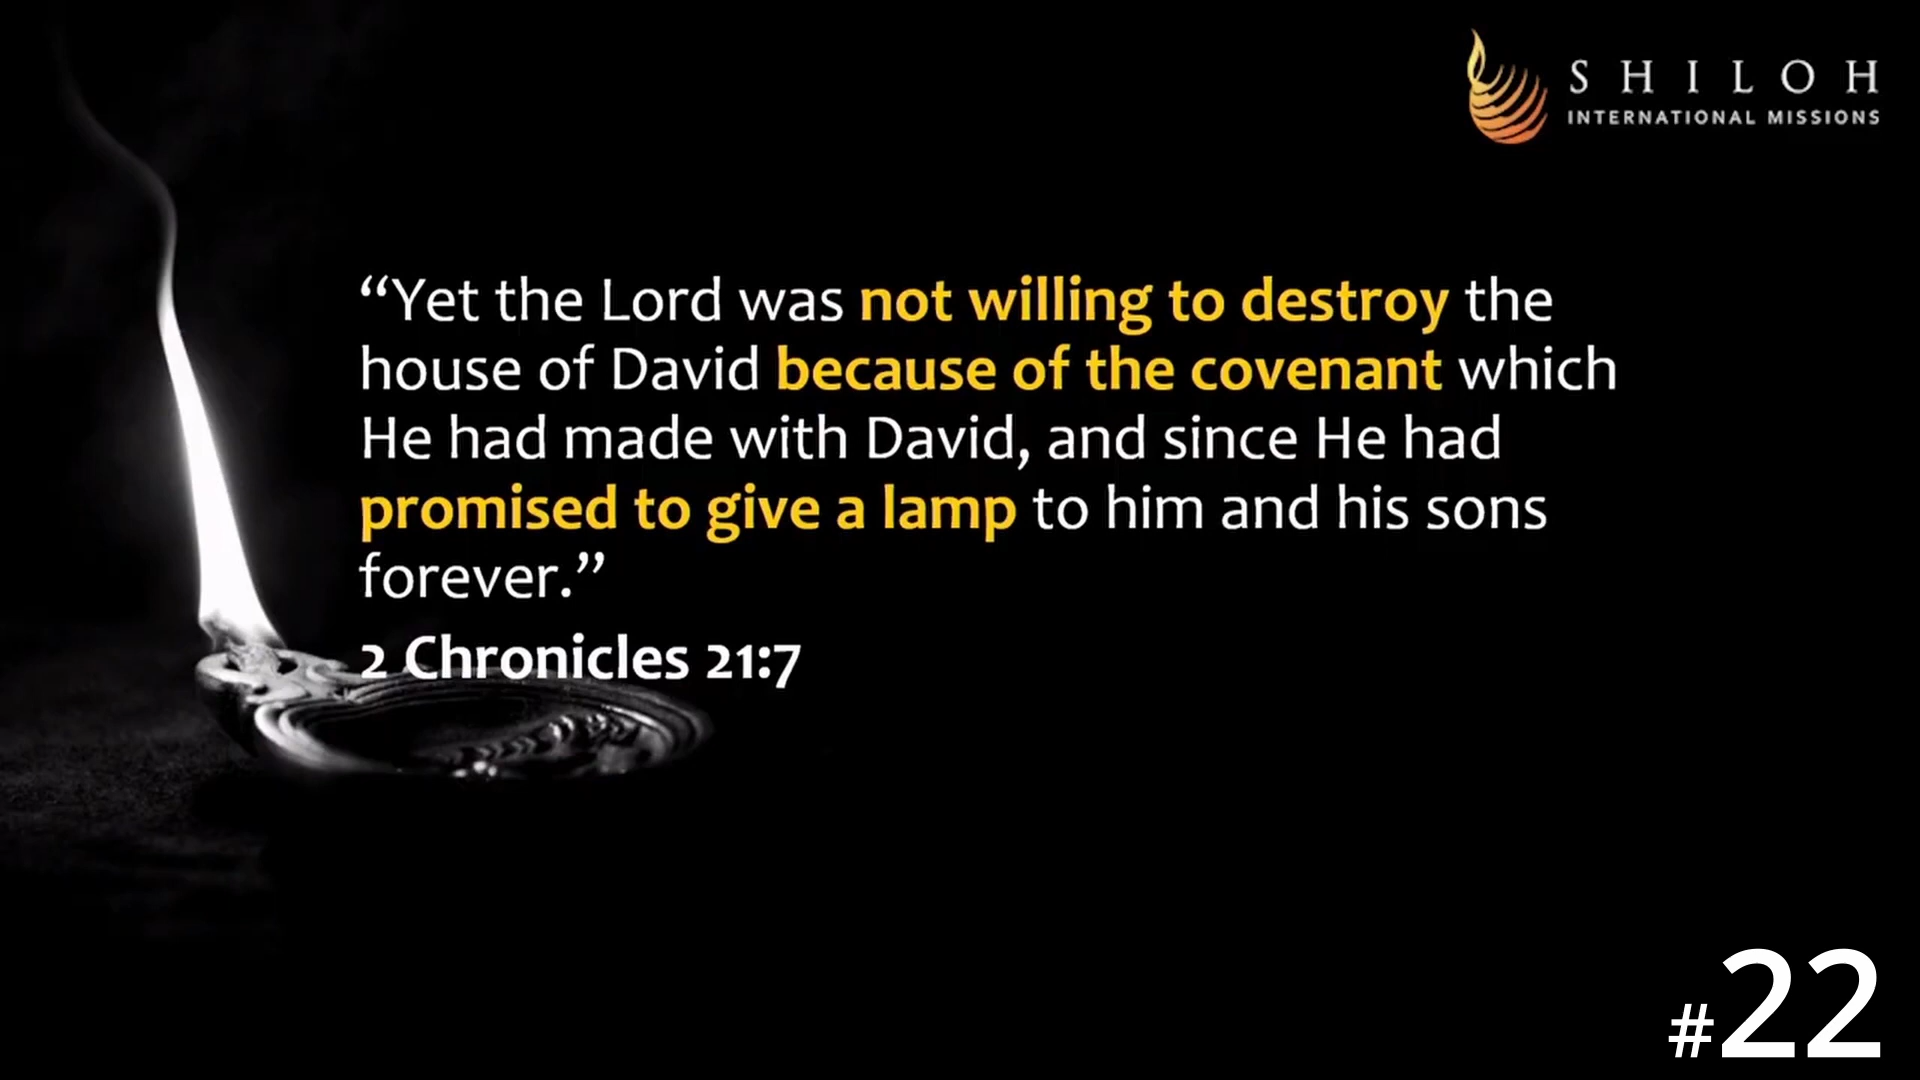 S H I L O H
INTERNATIONAL MISSIONS
“Yet the Lord was not willing to destroy the
house of David because of the covenant which
He had made with David, and since He had
promised to give a lamp to him and his sons
forever.”
2 Chronicles 21:7
#22